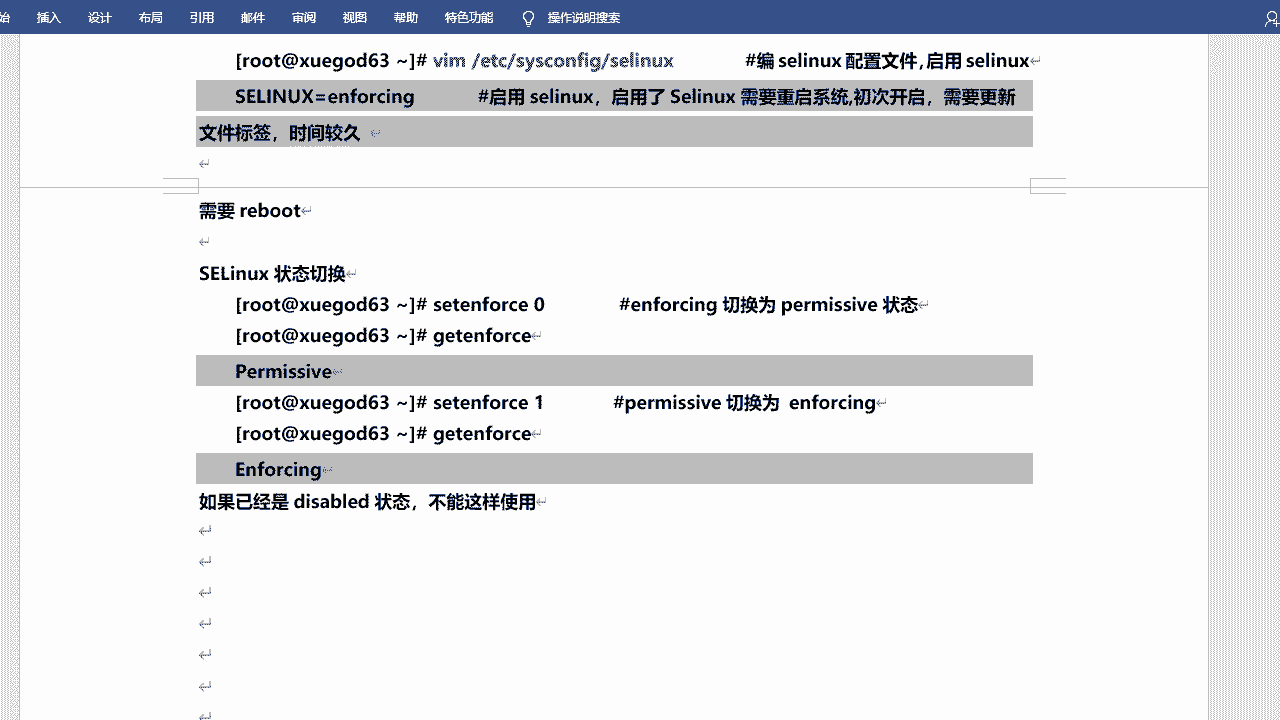 始 插入 设计 布局 引用 邮件 审阅 视图 帮助 特色功能 操作说明搜索
[root@xuegod63 ~]# vim /etc/sysconfig/selinux #编 selinux 配置文件,启用 selinux
SELINUX=enforcing #启用 selinux，启用了 Selinux 需要重启系统,初次开启，需要更新
文件标签，时间较久
需要 reboot
SELinux 状态切换
[root@xuegod63 ~]# setenforce 0 #enforcing 切换为 permissive 状态
[root@xuegod63 ~]# getenforce
Permissive
[root@xuegod63 ~]# setenforce 1 #permissive 切换为 enforcing
[root@xuegod63 ~]# getenforce
Enforcing
如果已经是 disabled 状态，不能这样使用